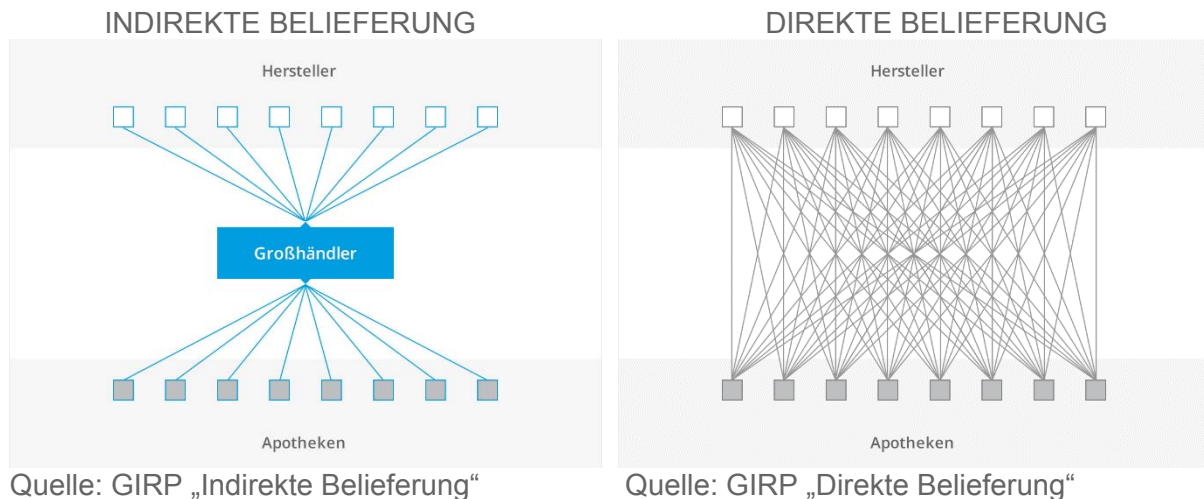 INDIREKTE BELIEFERUNG
Hersteller
Großhändler
Apotheken
Quelle: GIRP „Indirekte Belieferung“
DIREKTE BELIEFERUNG
Hersteller
Apotheken
Quelle: GIRP „Direkte Belieferung“